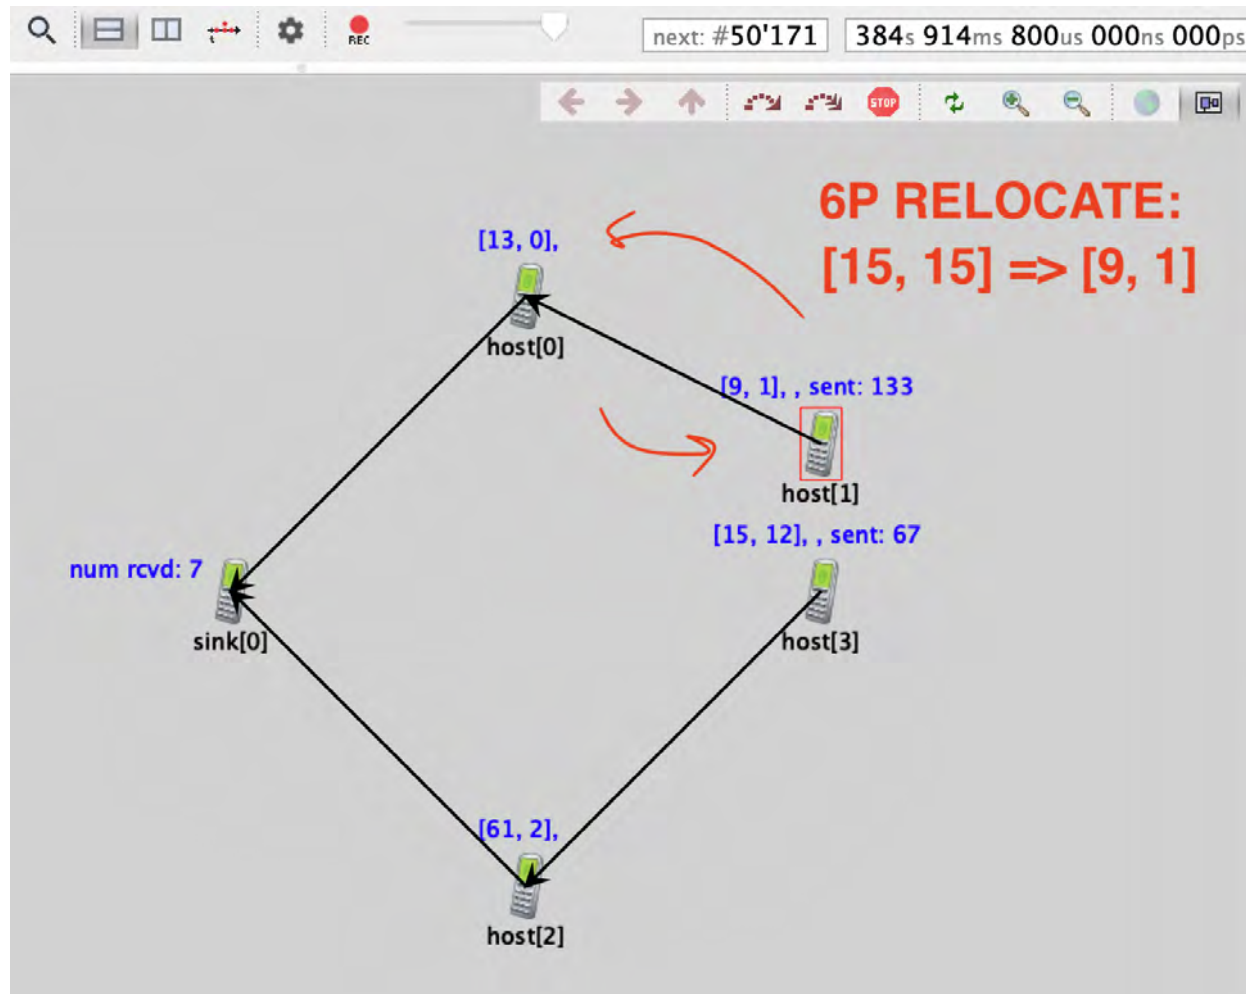 REC
next: #50'171
384s 914ms 800us 000ns 000ps
STOP
6P RELOCATE:
[15, 15] => [9, 1]
[13, 0],
host[0]
[9, 1], , sent: 133
host[1]
[15, 12], , sent: 67
num rcvd: 7
sink[0]
host[3]
[61, 2],
host[2]